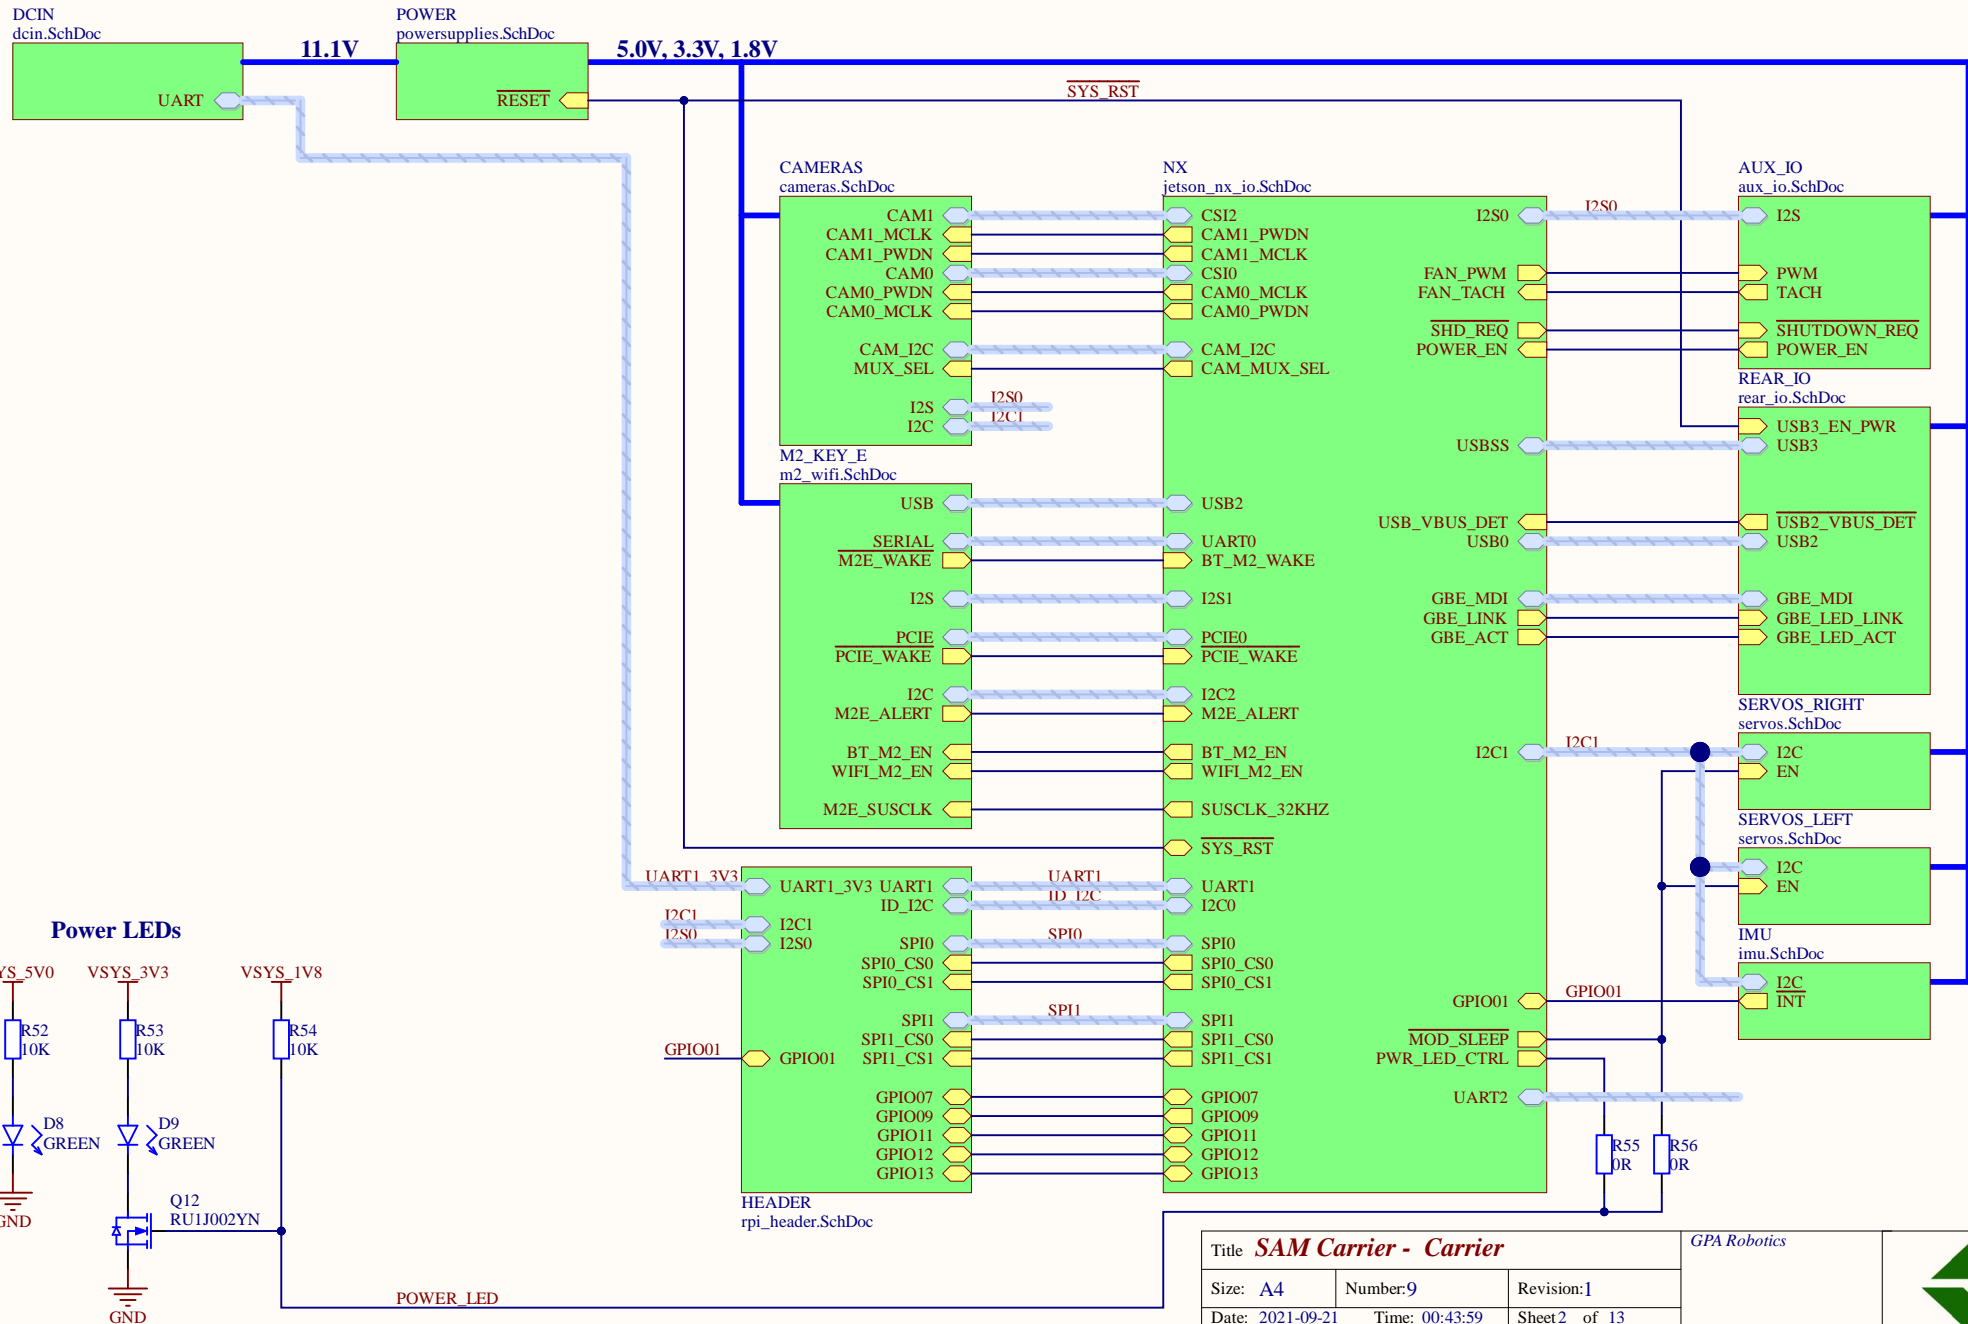 DCIN
dcin.SchDoc
11.1V
UART
POWER
powersupplies.SchDoc
5.0V, 3.3V, 1.8V
RESET
SYS_RST
CAMERAS
cameras.SchDoc
CAM1
CAM1_MCLK
CAM1_PWDN
CAM0
CAM0_PWDN
CAM0_MCLK
CAM_I2C
MUX_SEL
I2S
I2C
I2S0
I2C1
M2_KEY_E
m2_wifi.SchDoc
USB
SERIAL
M2E_WAKE
I2S
PCIE
PCIE_WAKE
I2C
M2E_ALERT
BT_M2_EN
WIFI_M2_EN
M2E_SUSCLK
NX
jetson_nx_io.SchDoc
CSI2
CAM1_PWDN
CAM1_MCLK
CSI0
CAM0_MCLK
CAM0_PWDN
CAM_I2C
CAM_MUX_SEL
USB2
UART0
BT_M2_WAKE
I2S1
PCIE0
PCIE_WAKE
I2C2
M2E_ALERT
BT_M2_EN
WIFI_M2_EN
SUSCLK_32KHZ
SYS_RST
UART1
I2C0
SPI0
SPI0_CS0
SPI0_CS1
SPI1
SPI1_CS0
SPI1_CS1
GPIO07
GPIO09
GPIO11
GPIO12
GPIO13
I2S0
FAN_PWM
FAN_TACH
SHD_REQ
POWER_EN
USBSS
USB_VBUS_DET
USB0
GBE_MDI
GBE_LINK
GBE_ACT
I2C1
GPIO01
MOD_SLEEP
PWR_LED_CTRL
UART2
I2S0
I2C1
GPIO01
AUX_IO
aux_io.SchDoc
I2S
PWM
TACH
SHUTDOWN_REQ
POWER_EN
REAR_IO
rear_io.SchDoc
USB3_EN_PWR
USB3
USB2_VBUS_DET
USB2
GBE_MDI
GBE_LED_LINK
GBE_LED_ACT
SERVOS_RIGHT
servos.SchDoc
I2C
EN
SERVOS_LEFT
servos.SchDoc
I2C
EN
IMU
imu.SchDoc
I2C
INT
UART1_3V3
I2C1
I2S0
GPIO01
UART1_3V3
I2C1
I2S0
GPIO01
UART1
ID_I2C
SPI0
SPI0_CS0
SPI0_CS1
SPI1
SPI1_CS0
SPI1_CS1
GPIO07
GPIO09
GPIO11
GPIO12
GPIO13
HEADER
rpi_header.SchDoc
UART1
ID_I2C
SPI0
SPI1
R55
0R
R56
0R
Power LEDs
YS_5V0
VSYS_3V3
VSYS_1V8
R52
10K
R53
10K
R54
10K
D8
GREEN
D9
GREEN
Q12
RU1J002YN
GND
GND
POWER_LED
Title SAM Carrier - Carrier
GPA Robotics
Size: A4 Number:9 Revision:1
Date: 2021-09-21 Time: 00:43:59 Sheet 2 of 13